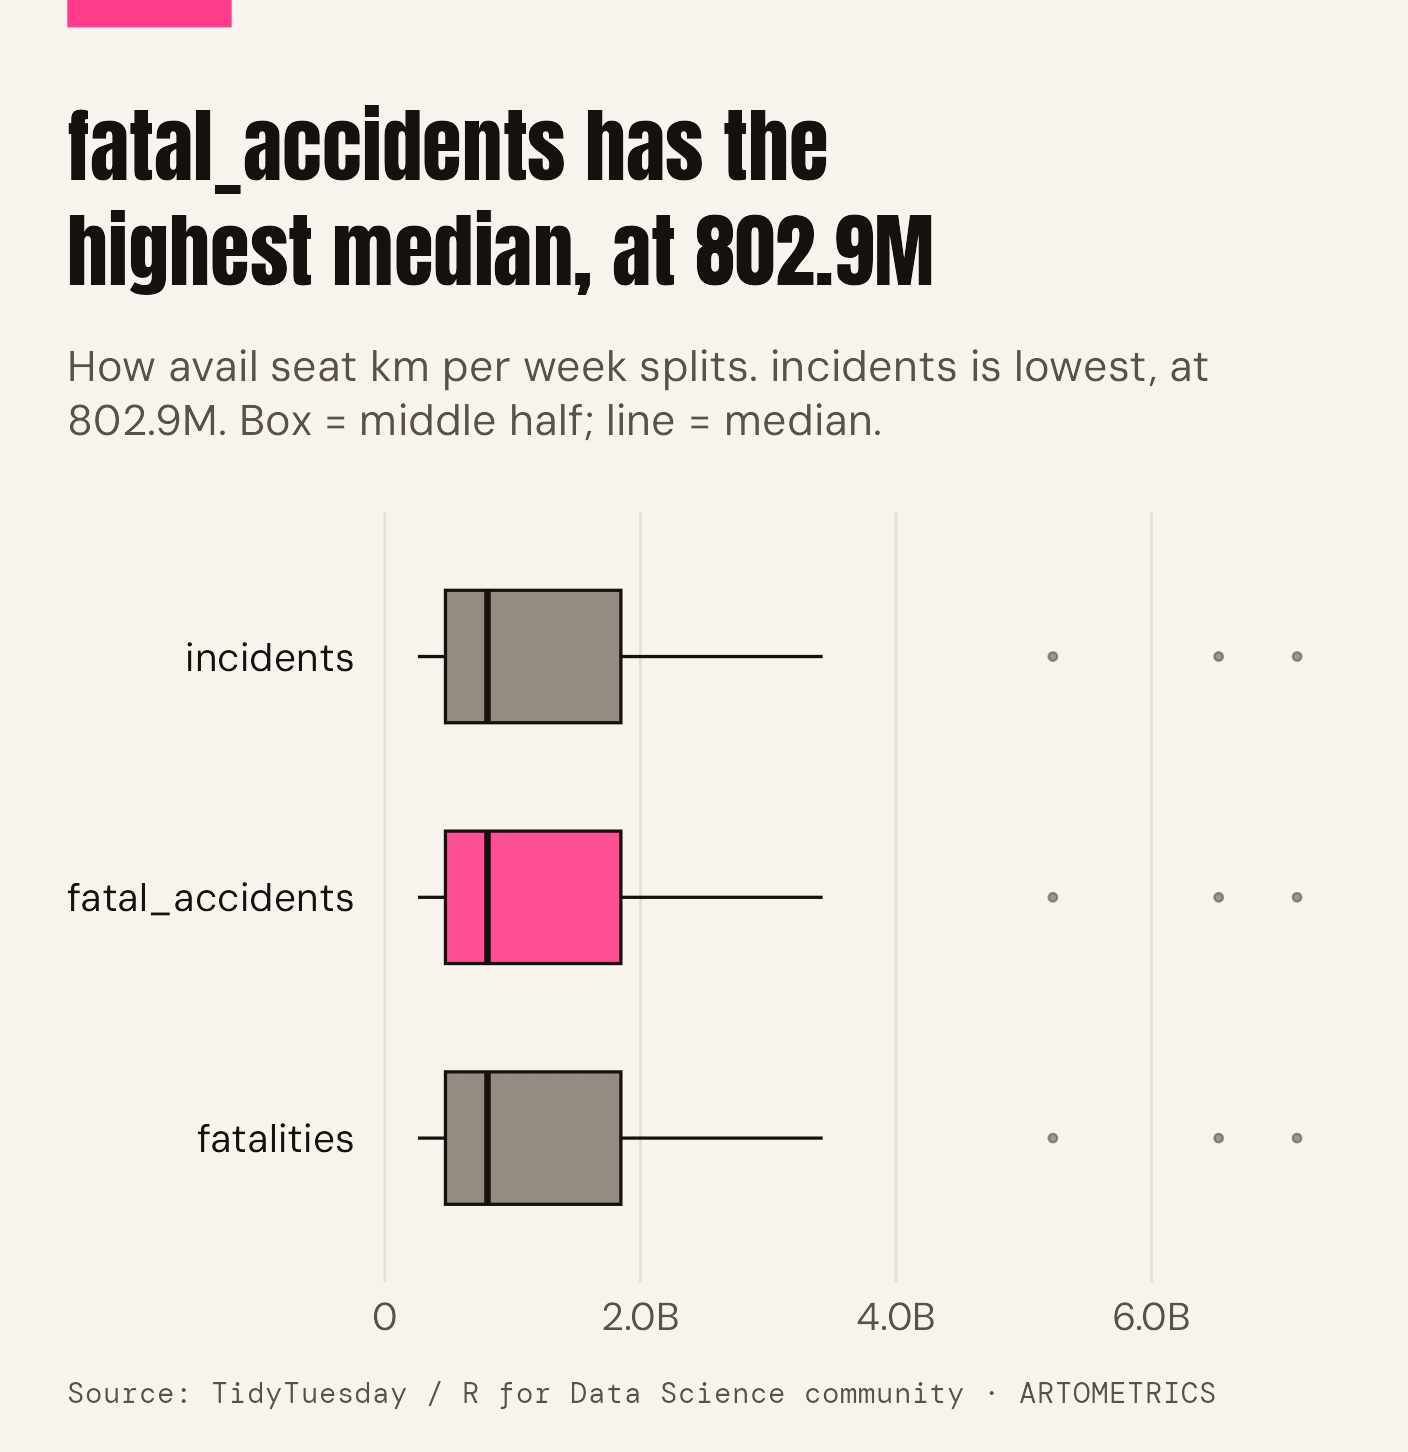 fatal_accidents has the
highest median, at 802.9M
How avail seat km per week splits. incidents is lowest, at
802.9M. Box = middle half; line = median.
incidents
fatal_accidents
fatalities
0 2.0B 4.0B 6.0B
Source: TidyTuesday / R for Data Science community · ARTOMETRICS